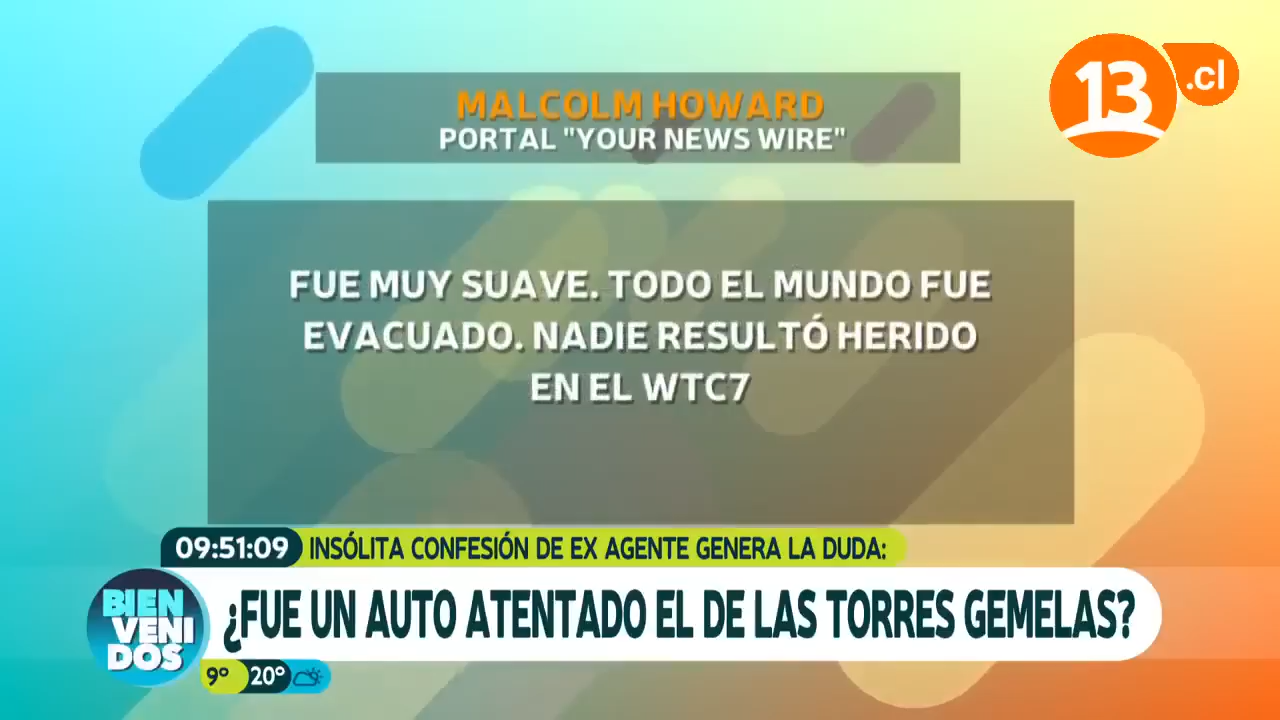 13.cl
MALCOLM HOWARD
PORTAL "YOUR NEWS WIRE"
FUE MUY SUAVE. TODO EL MUNDO FUE
EVACUADO. NADIE RESULTÓ HERIDO
EN EL WTC7
09:51:09 INSÓLITA CONFESIÓN DE EX AGENTE GENERA LA DUDA:
BIEN
VENI
DOS
¿FUE UN AUTO ATENTADO EL DE LAS TORRES GEMELAS?
9° 20°